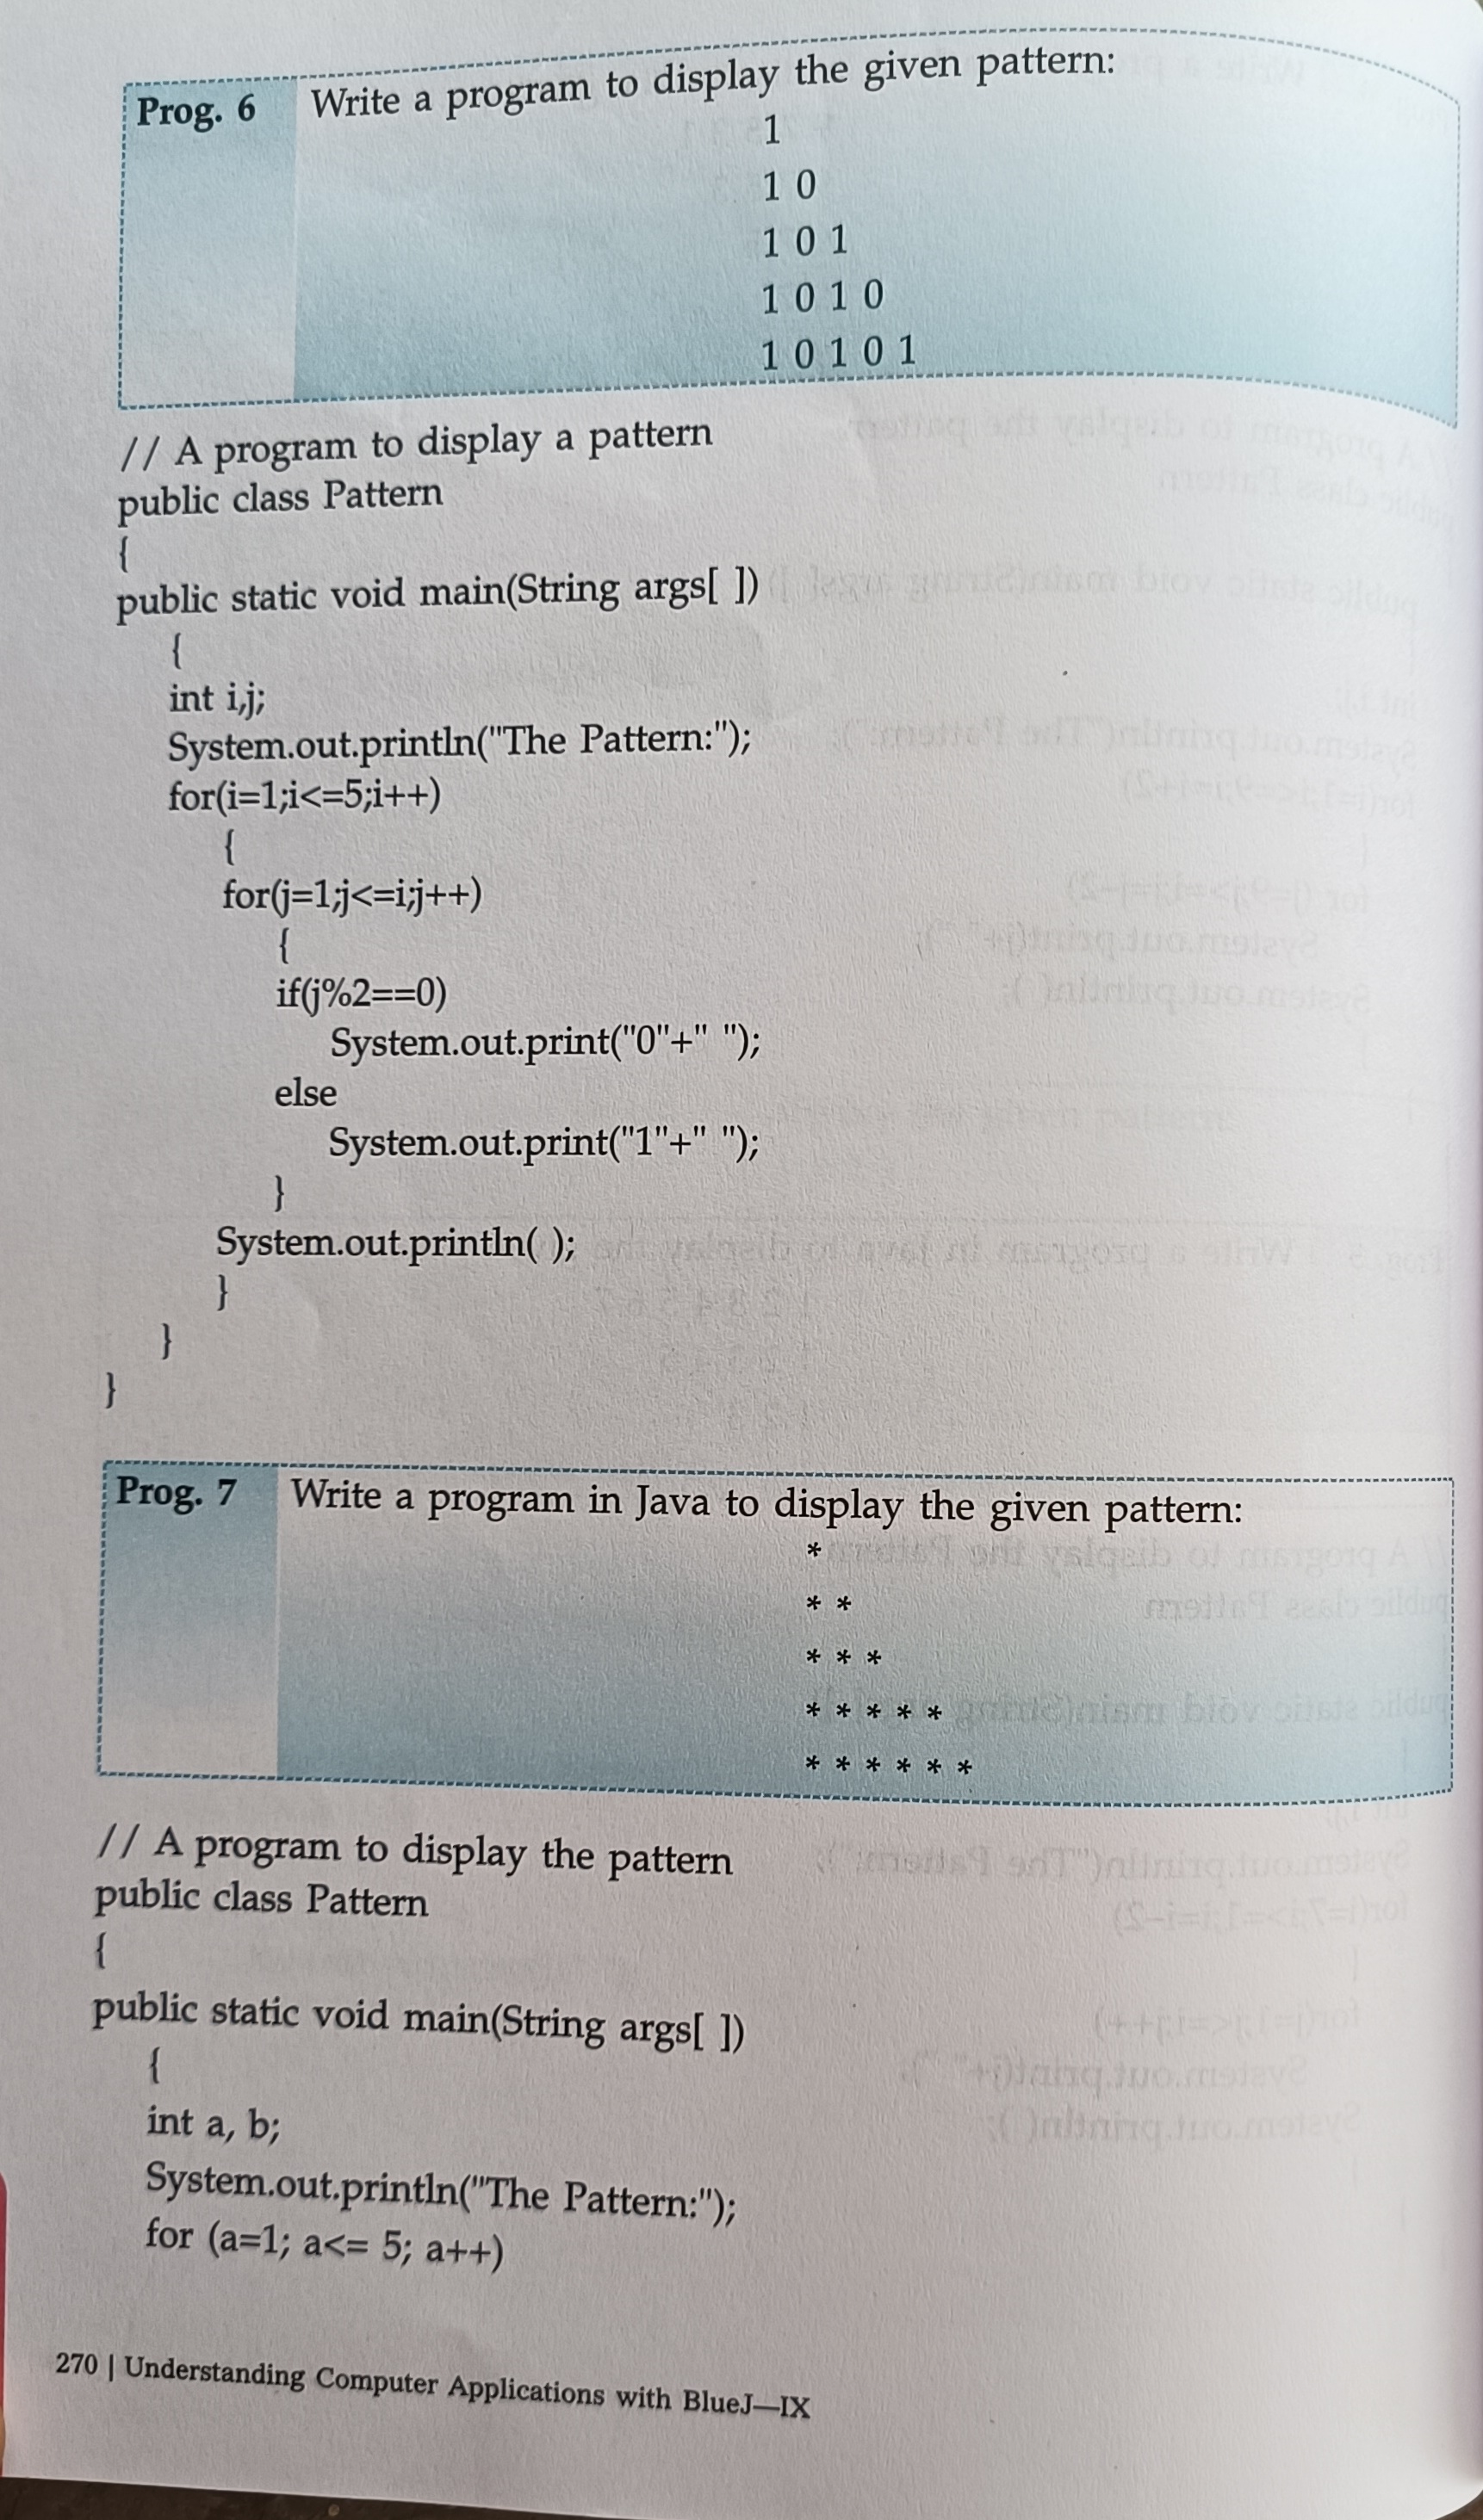 Prog. 6 Write a program to display the given pattern:
1
1 0
1 0 1
1 0 1 0
1 0 1 0 1
// A program to display a pattern
public class Pattern
{
public static void main(String args[ ])
{
int i,j;
System.out.println("The Pattern:");
for(i=1;i<=5;i++)
{
for(j=1;j<=i;j++)
{
if(j%2==0)
System.out.print("0"+" ");
else
System.out.print("1"+" ");
}
System.out.println( );
}
}
}
Prog. 7 Write a program in Java to display the given pattern:
*
* *
* * *
* * * * *
* * * * * *
// A program to display the pattern
public class Pattern
{
public static void main(String args[ ])
{
int a, b;
System.out.println("The Pattern:");
for (a=1; a<= 5; a++)
270 | Understanding Computer Applications with BlueJ—IX